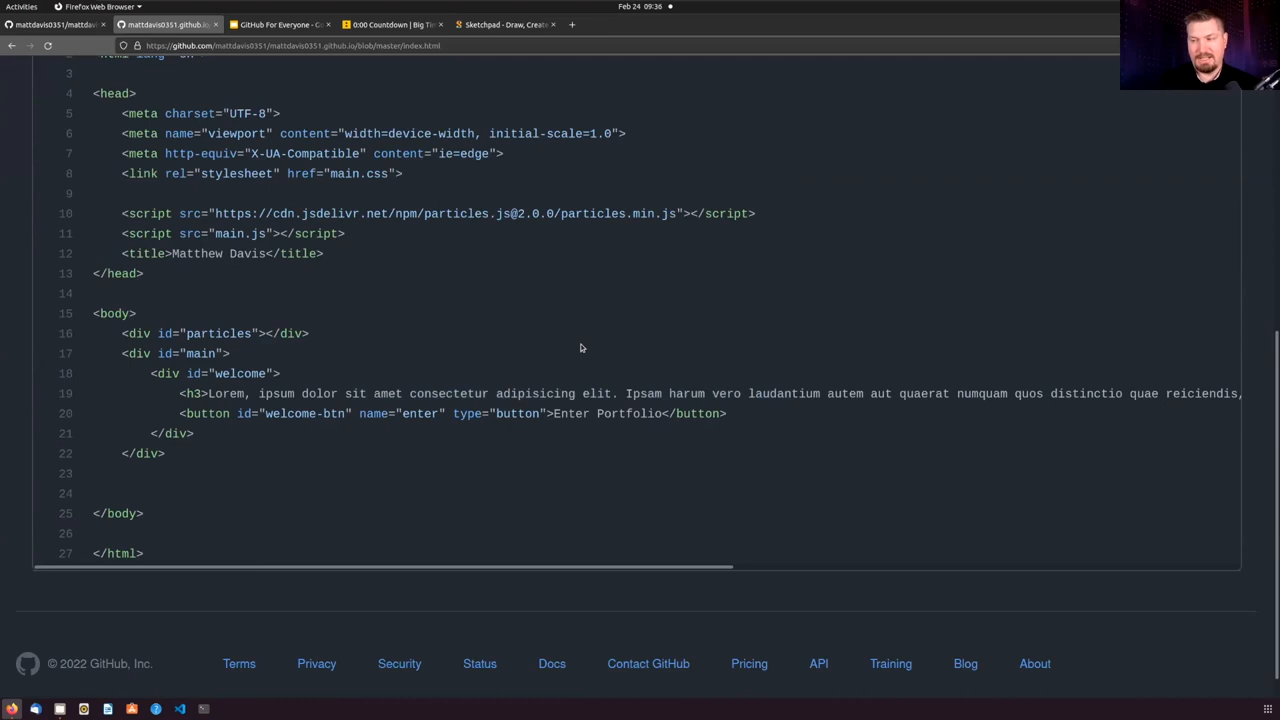 Activities Firefox Web Browser Feb 24 09:36
mattdavis0351/mattdavi mattdavis0351.github.io GitHub For Everyone - Go 0:00 Countdown | Big Tim Sketchpad - Draw, Create
https://github.com/mattdavis0351/mattdavis0351.github.io/blob/master/index.html
3
4 <head>
5 <meta charset="UTF-8">
6 <meta name="viewport" content="width=device-width, initial-scale=1.0">
7 <meta http-equiv="X-UA-Compatible" content="ie=edge">
8 <link rel="stylesheet" href="main.css">
9
10 <script src="https://cdn.jsdelivr.net/npm/particles.js@2.0.0/particles.min.js"></script>
11 <script src="main.js"></script>
12 <title>Matthew Davis</title>
13 </head>
14
15 <body>
16 <div id="particles"></div>
17 <div id="main">
18 <div id="welcome">
19 <h3>Lorem, ipsum dolor sit amet consectetur adipisicing elit. Ipsam harum vero laudantium autem aut quaerat numquam quos distinctio quae reiciendis,
20 <button id="welcome-btn" name="enter" type="button">Enter Portfolio</button>
21 </div>
22 </div>
23
24
25 </body>
26
27 </html>
© 2022 GitHub, Inc. Terms Privacy Security Status Docs Contact GitHub Pricing API Training Blog About